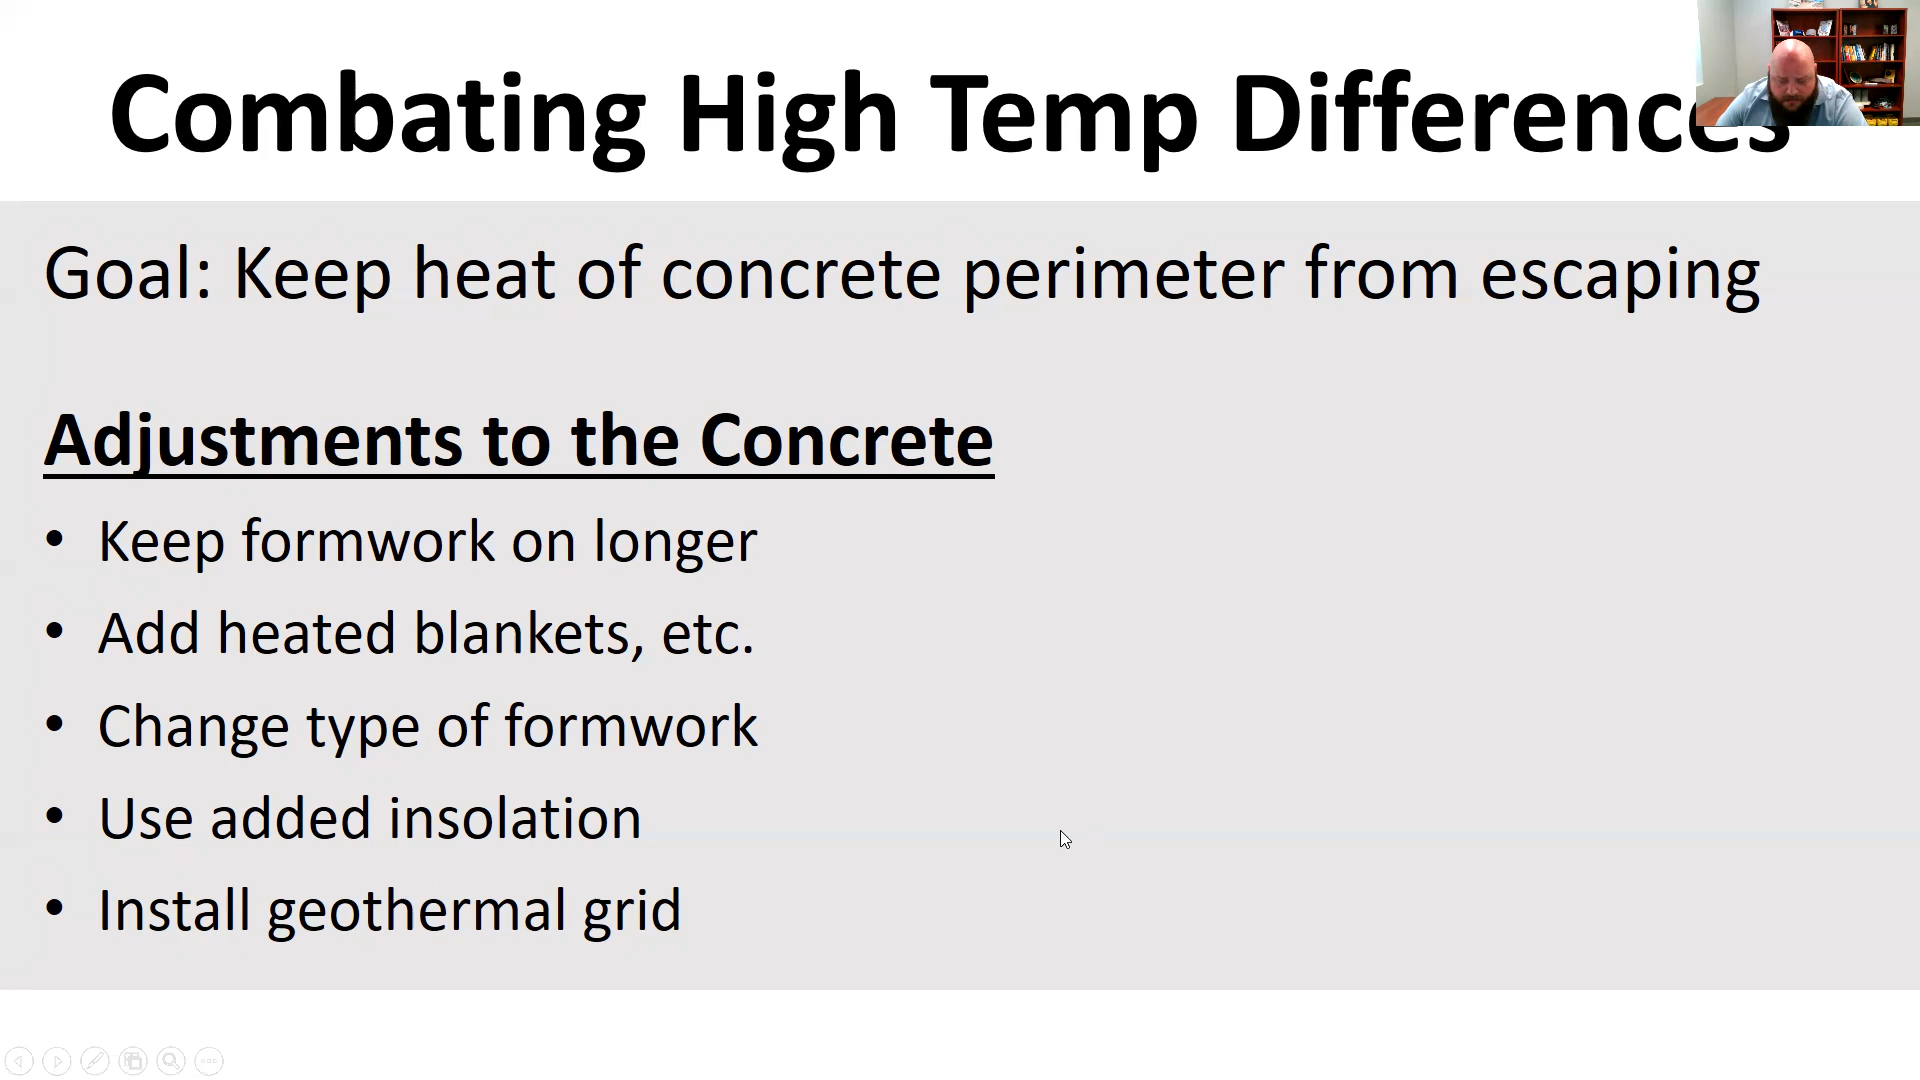 Combating High Temp Differences
Goal: Keep heat of concrete perimeter from escaping
Adjustments to the Concrete
• Keep formwork on longer
• Add heated blankets, etc.
• Change type of formwork
• Use added insolation
• Install geothermal grid